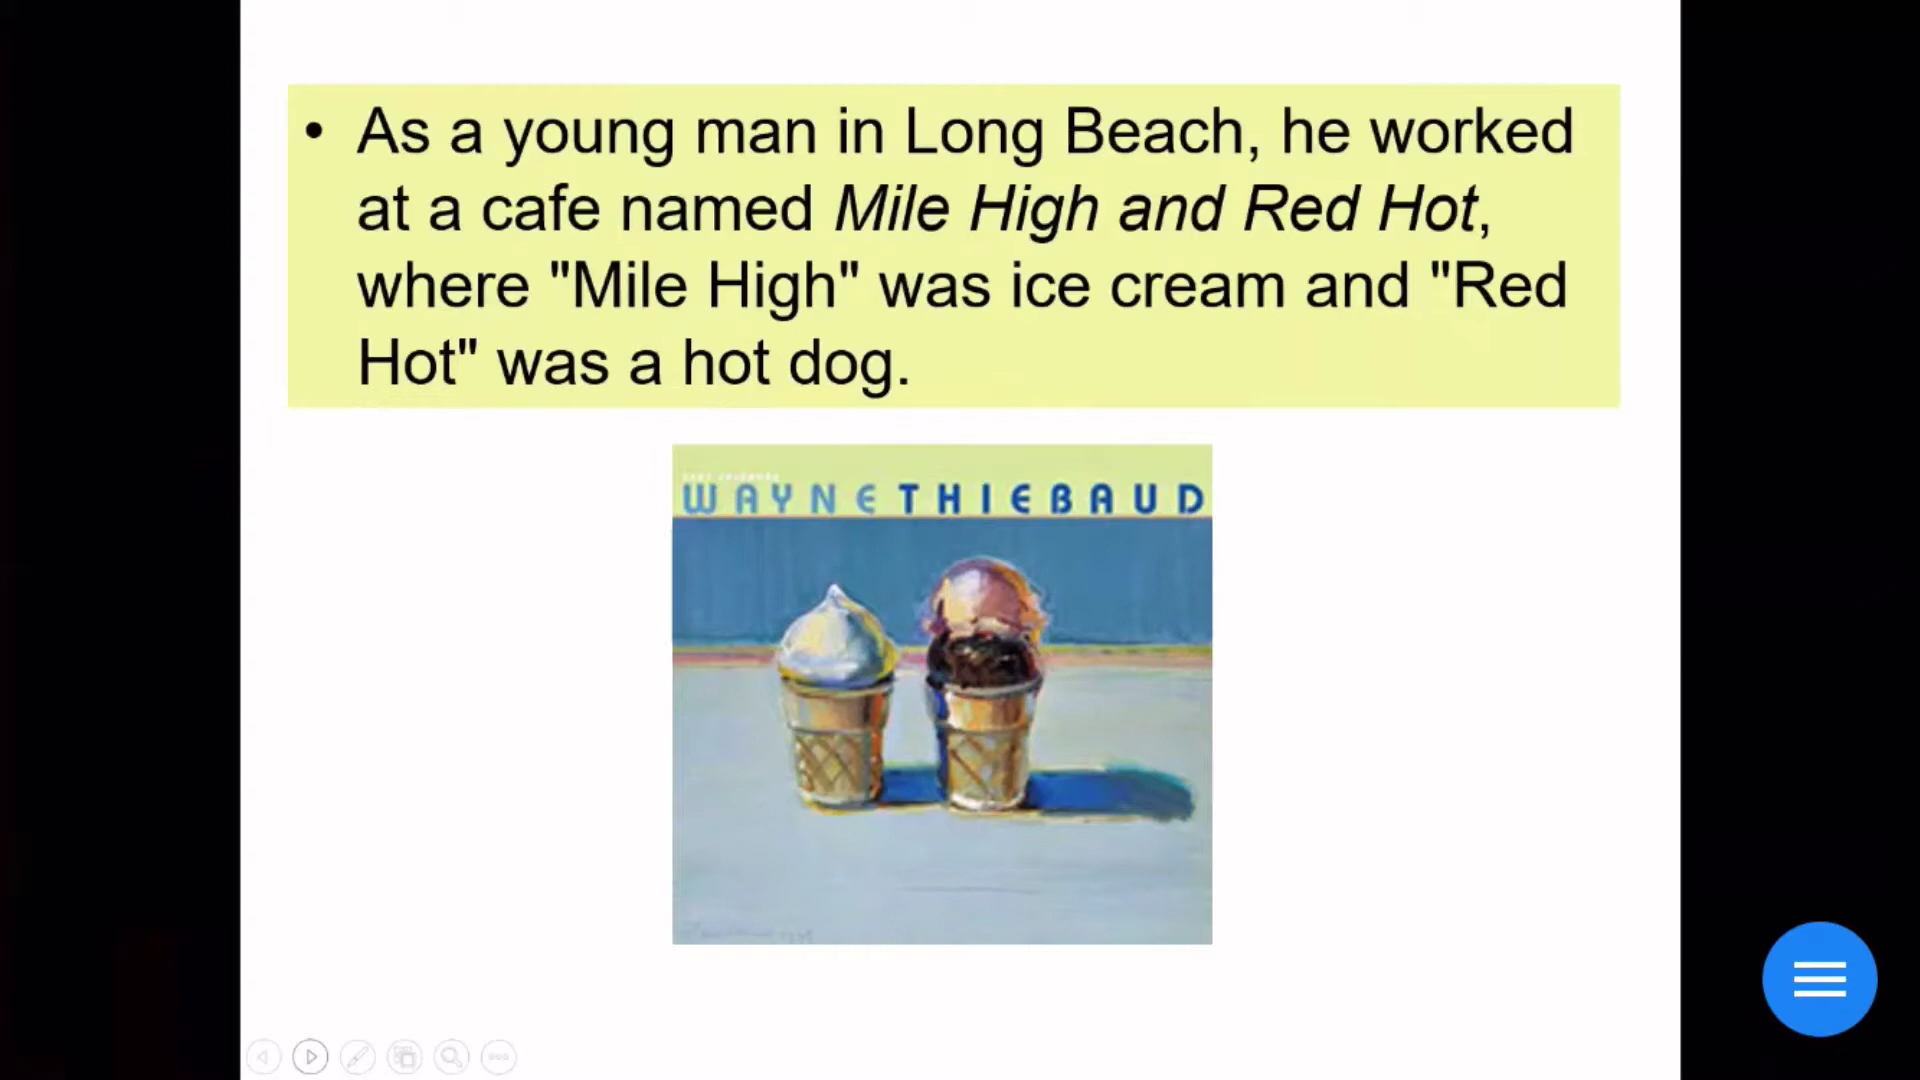 • As a young man in Long Beach, he worked
at a cafe named Mile High and Red Hot,
where "Mile High" was ice cream and "Red
Hot" was a hot dog.
WAYNE THIEBAUD